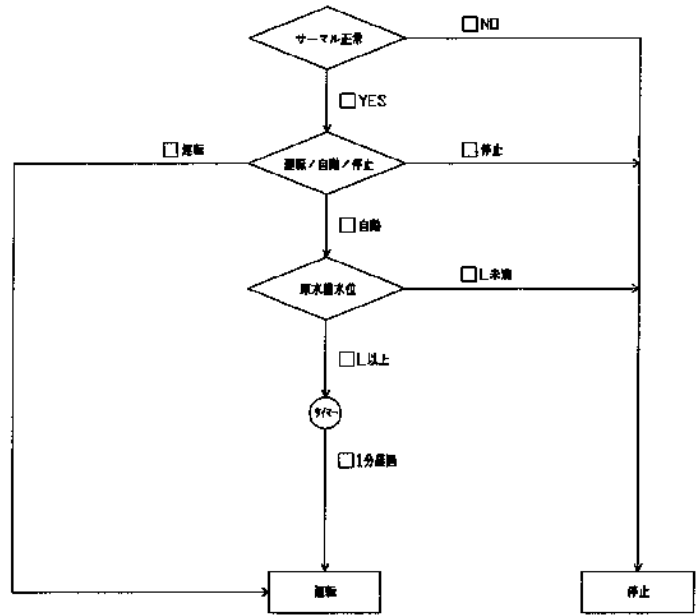 サーマル正常
□NO
□YES
□運転
運転/自動/停止
□停止
□自動
原水槽水位
□L未満
□L以上
タイマー
□1分経過
運転
停止